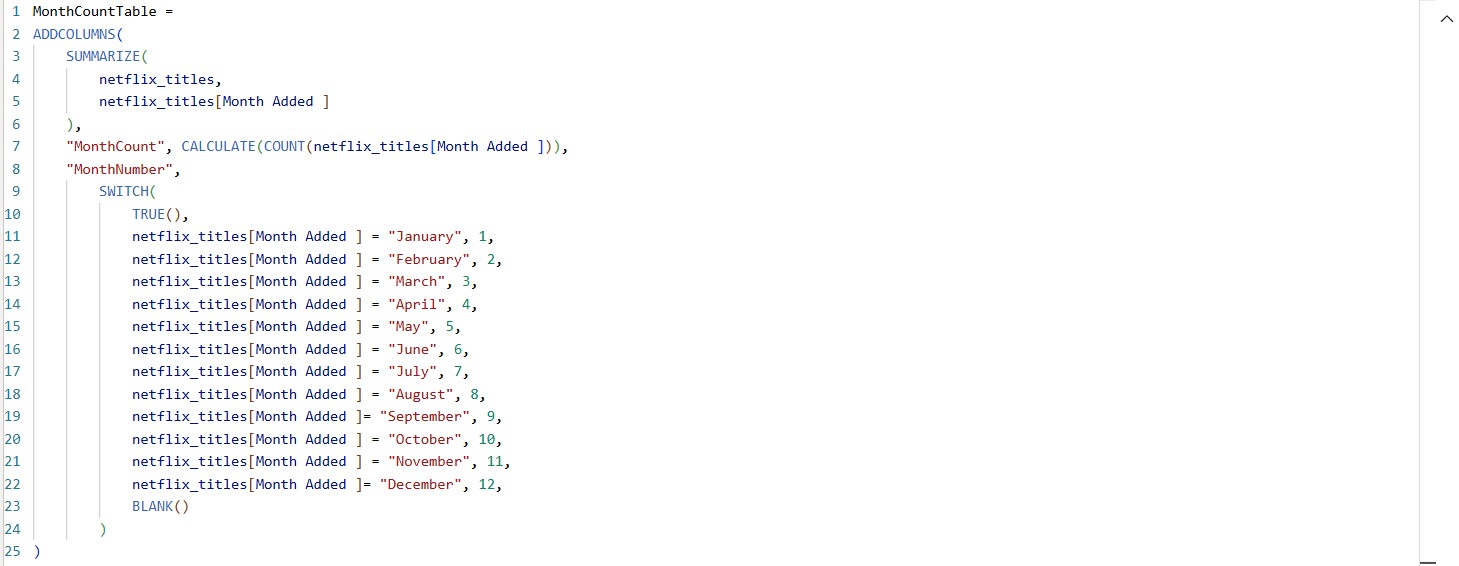 1 MonthCountTable =
2 ADDCOLUMNS(
3 SUMMARIZE(
4 netflix_titles,
5 netflix_titles[Month Added ]
6 ),
7 "MonthCount", CALCULATE(COUNT(netflix_titles[Month Added ])),
8 "MonthNumber",
9 SWITCH(
10 TRUE(),
11 netflix_titles[Month Added ] = "January", 1,
12 netflix_titles[Month Added ] = "February", 2,
13 netflix_titles[Month Added ] = "March", 3,
14 netflix_titles[Month Added ] = "April", 4,
15 netflix_titles[Month Added ] = "May", 5,
16 netflix_titles[Month Added ] = "June", 6,
17 netflix_titles[Month Added ] = "July", 7,
18 netflix_titles[Month Added ] = "August", 8,
19 netflix_titles[Month Added ]= "September", 9,
20 netflix_titles[Month Added ] = "October", 10,
21 netflix_titles[Month Added ] = "November", 11,
22 netflix_titles[Month Added ]= "December", 12,
23 BLANK()
24 )
25 )